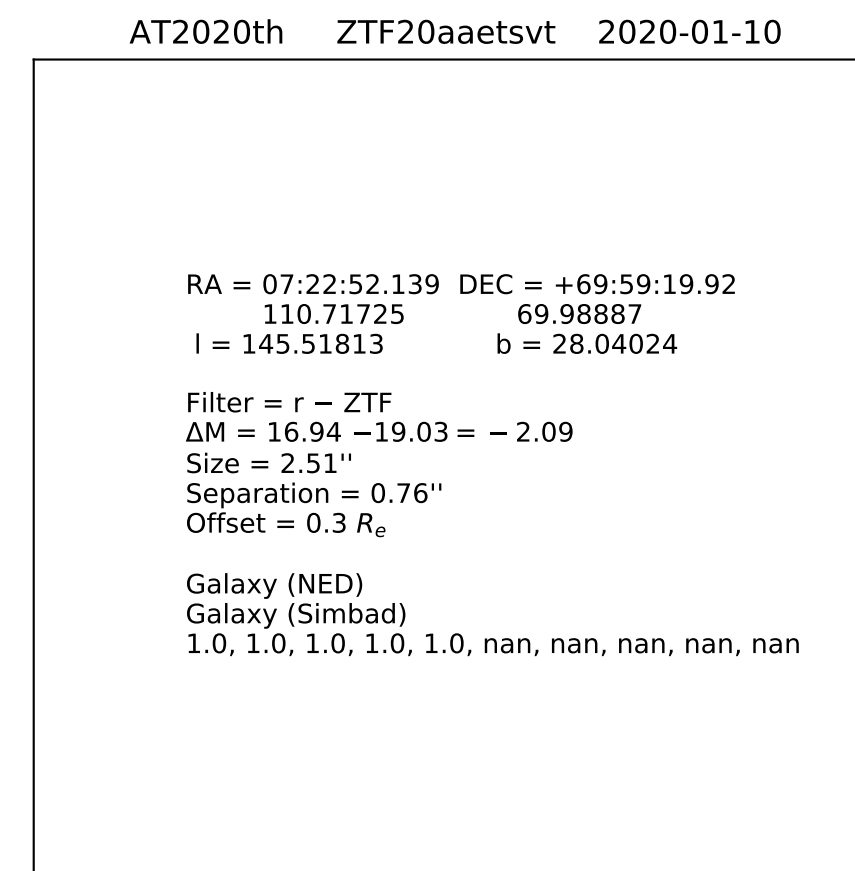 AT2020th ZTF20aaetsvt 2020-01-10
RA = 07:22:52.139 DEC = +69:59:19.92
110.71725 69.98887
l = 145.51813 b = 28.04024
Filter = r − ZTF
ΔM = 16.94 −19.03 = − 2.09
Size = 2.51''
Separation = 0.76''
Offset = 0.3 Re
Galaxy (NED)
Galaxy (Simbad)
1.0, 1.0, 1.0, 1.0, 1.0, nan, nan, nan, nan, nan